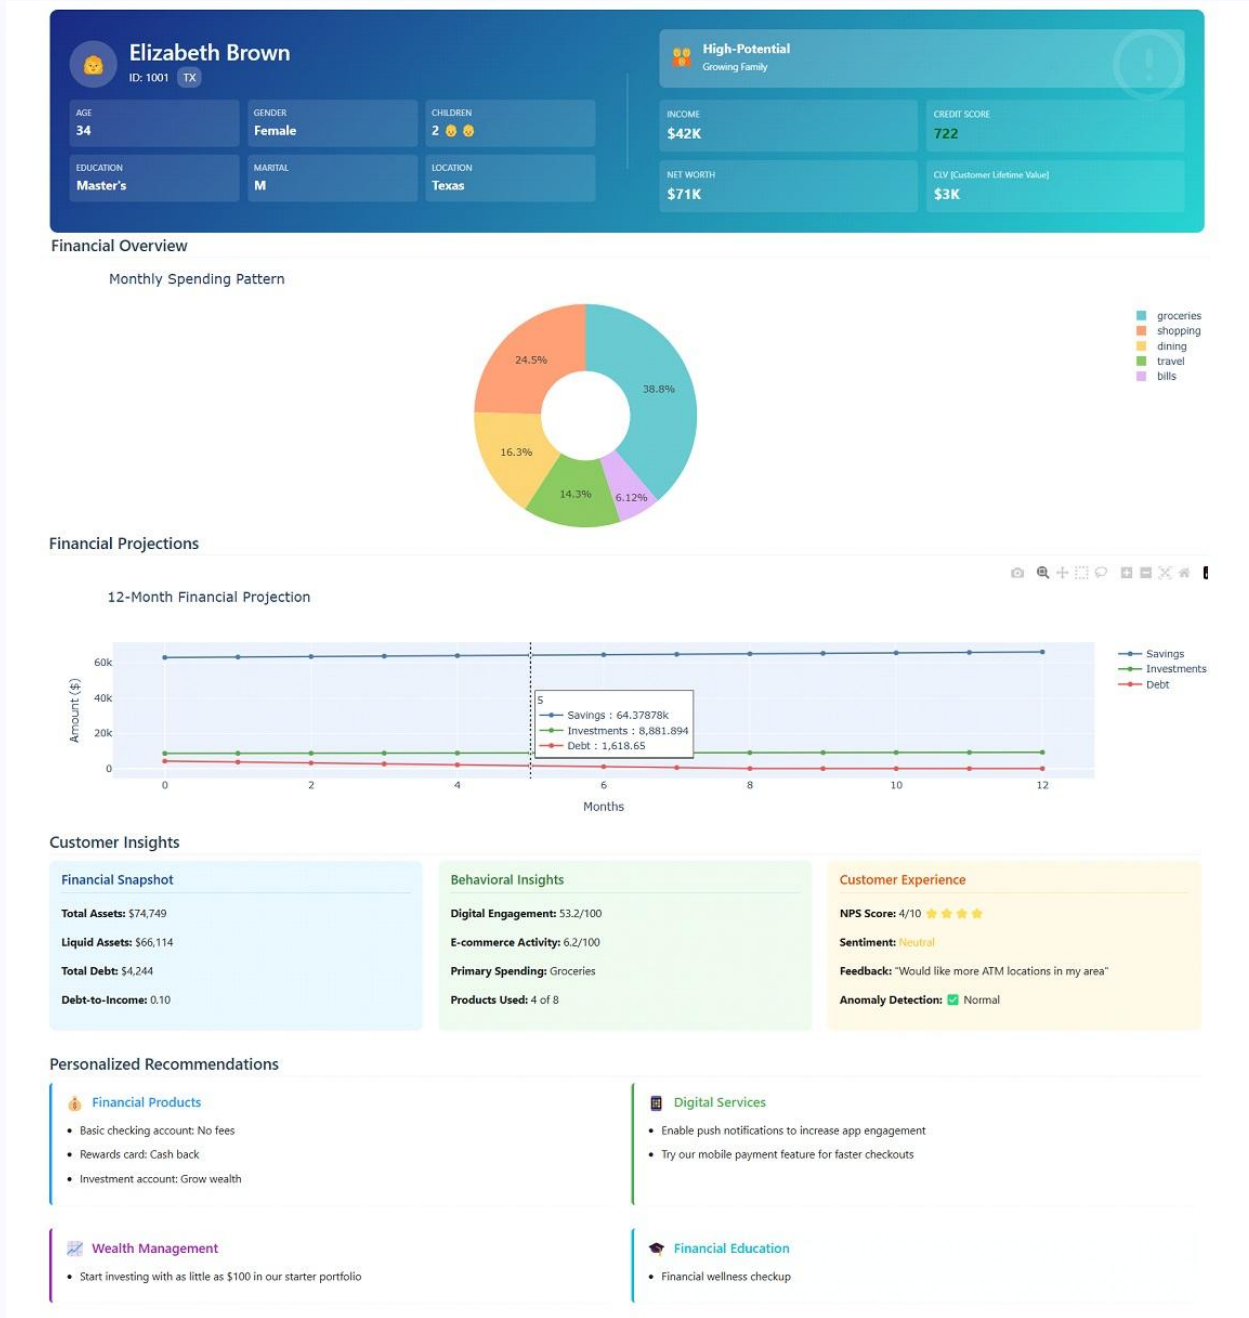 Elizabeth Brown
ID: 1001 TX
AGE
34
GENDER
Female
CHILDREN
2
EDUCATION
Master's
MARITAL
M
LOCATION
Texas
High-Potential
Growing Family
INCOME
$42K
CREDIT SCORE
722
NET WORTH
$71K
CLV [Customer Lifetime Value]
$3K
Financial Overview
Monthly Spending Pattern
24.5%
38.8%
16.3%
14.3%
6.12%
groceries
shopping
dining
travel
bills
Financial Projections
12-Month Financial Projection
Amount ($)
60k
40k
20k
0
0
2
4
6
8
10
12
Months
5
Savings : 64.37878k
Investments : 8,881.894
Debt : 1,618.65
Savings
Investments
Debt
Customer Insights
Financial Snapshot
Total Assets: $74,749
Liquid Assets: $66,114
Total Debt: $4,244
Debt-to-Income: 0.10
Behavioral Insights
Digital Engagement: 53.2/100
E-commerce Activity: 6.2/100
Primary Spending: Groceries
Products Used: 4 of 8
Customer Experience
NPS Score: 4/10
Sentiment: Neutral
Feedback: "Would like more ATM locations in my area"
Anomaly Detection: Normal
Personalized Recommendations
Financial Products
Basic checking account: No fees
Rewards card: Cash back
Investment account: Grow wealth
Digital Services
Enable push notifications to increase app engagement
Try our mobile payment feature for faster checkouts
Wealth Management
Start investing with as little as $100 in our starter portfolio
Financial Education
Financial wellness checkup